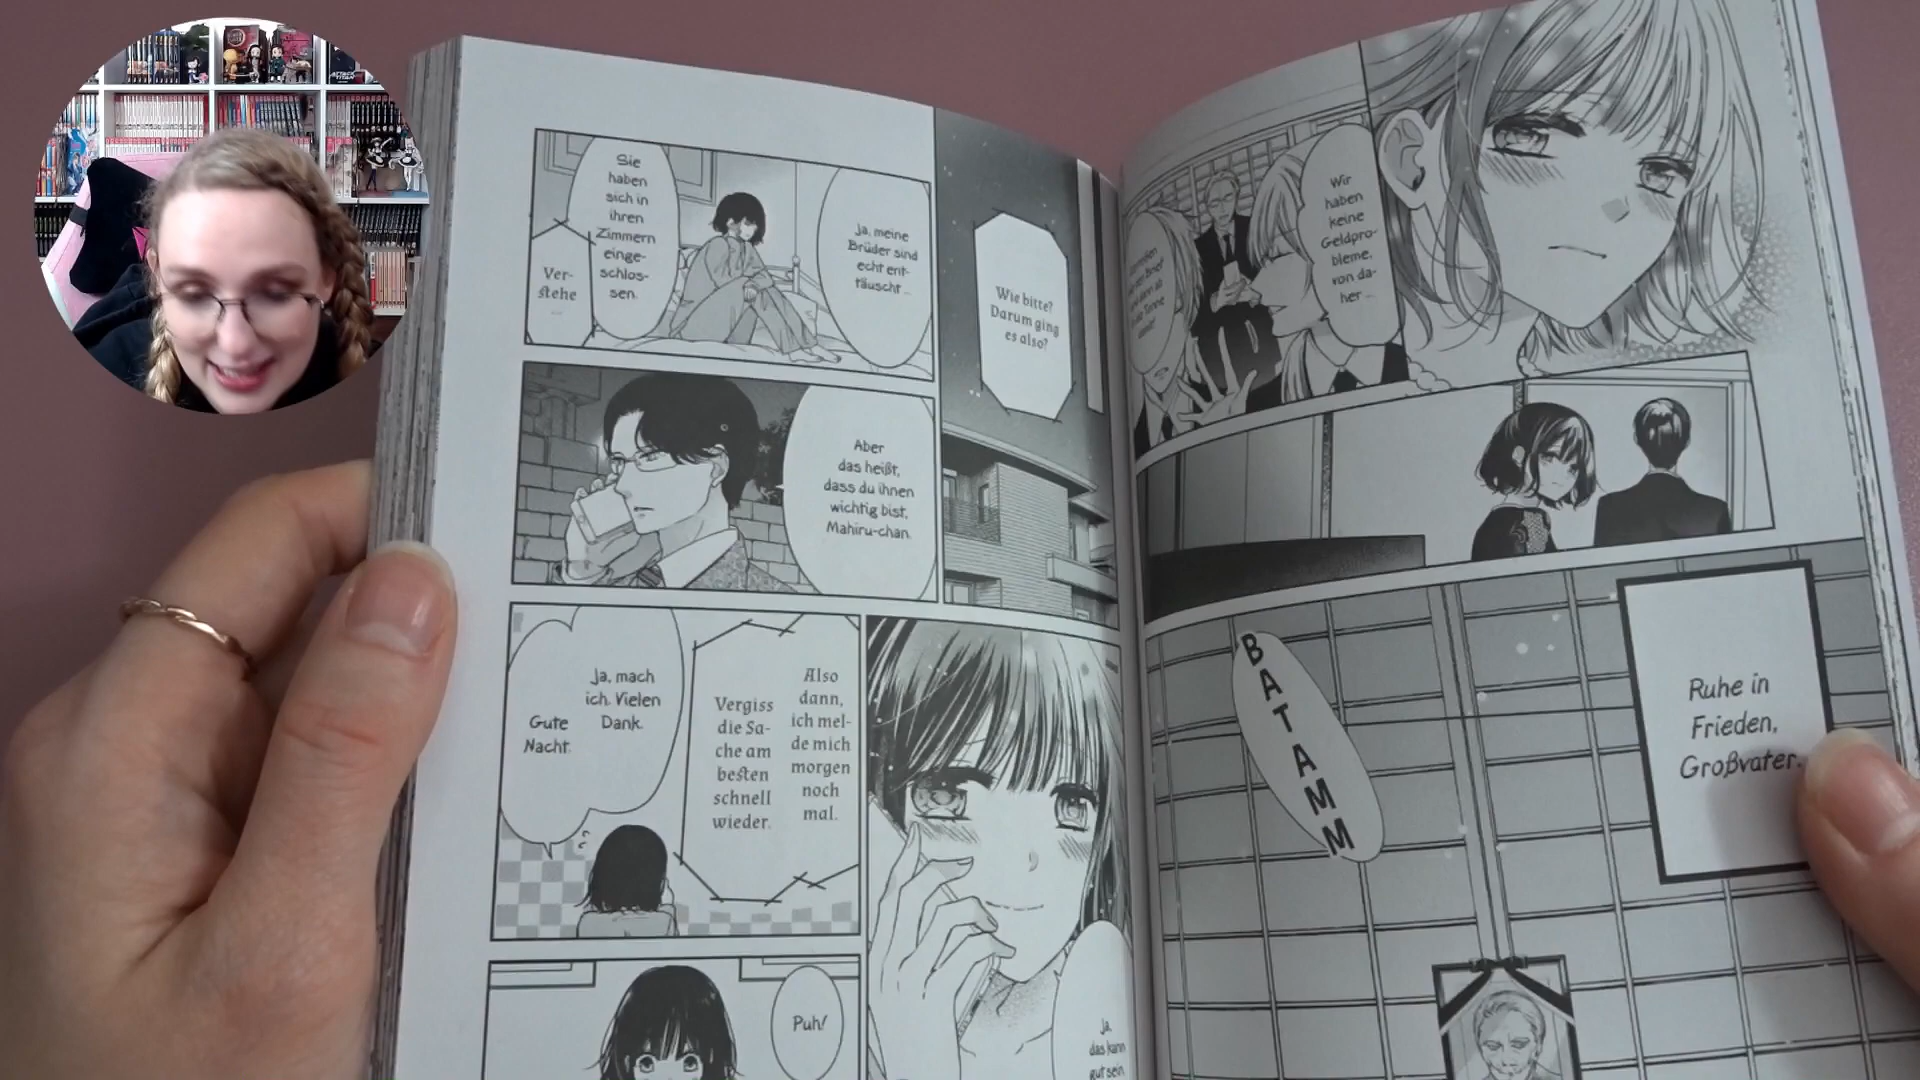 Wir
haben
keine
Geldpro-
bleme,
von da-
her ...
Ruhe in
Frieden,
Großvater.
BATAMM
Wie bitte?
Darum ging
es also?
Ja, meine
Brüder sind
echt ent-
täuscht ...
Sie
haben
sich in
ihren
Zimmern
einge-
schlos-
sen.
Ver-
stehe
...
Aber
das heißt,
dass du ihnen
wichtig bist,
Mahiru-chan.
Ja,
das kann
gut sein
Also
dann,
ich mel-
de mich
morgen
noch
mal.
Vergiss
die Sa-
che am
besten
schnell
wieder.
Ja, mach
ich. Vielen
Dank.
Gute
Nacht.
Puh!